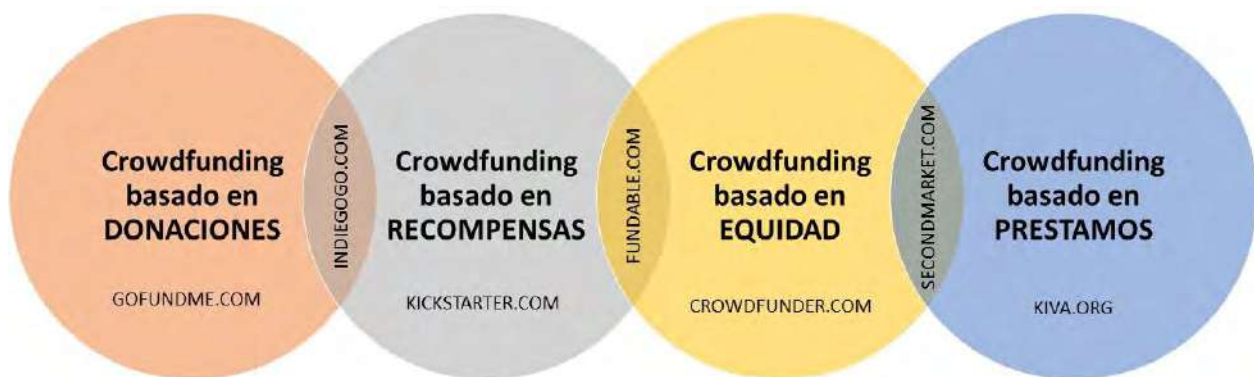 Crowdfunding
basado en
DONACIONES
GOFUNDME.COM
INDIEGOGO.COM
Crowdfunding
basado en
RECOMPENSAS
KICKSTARTER.COM
FUNDABLE.COM
Crowdfunding
basado en
EQUIDAD
CROWDFUNDER.COM
SECONDMARKET.COM
Crowdfunding
basado en
PRESTAMOS
KIVA.ORG